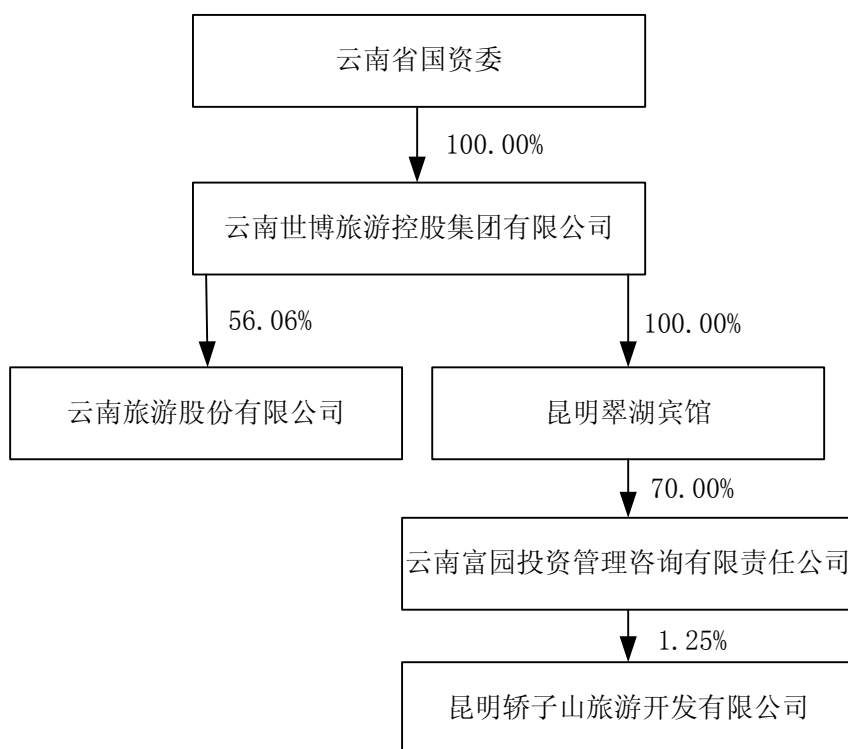 云南省国资委
100.00%
云南世博旅游控股集团有限公司
56.06%
100.00%
云南旅游股份有限公司
昆明翠湖宾馆
70.00%
云南富园投资管理咨询有限责任公司
1.25%
昆明轿子山旅游开发有限公司